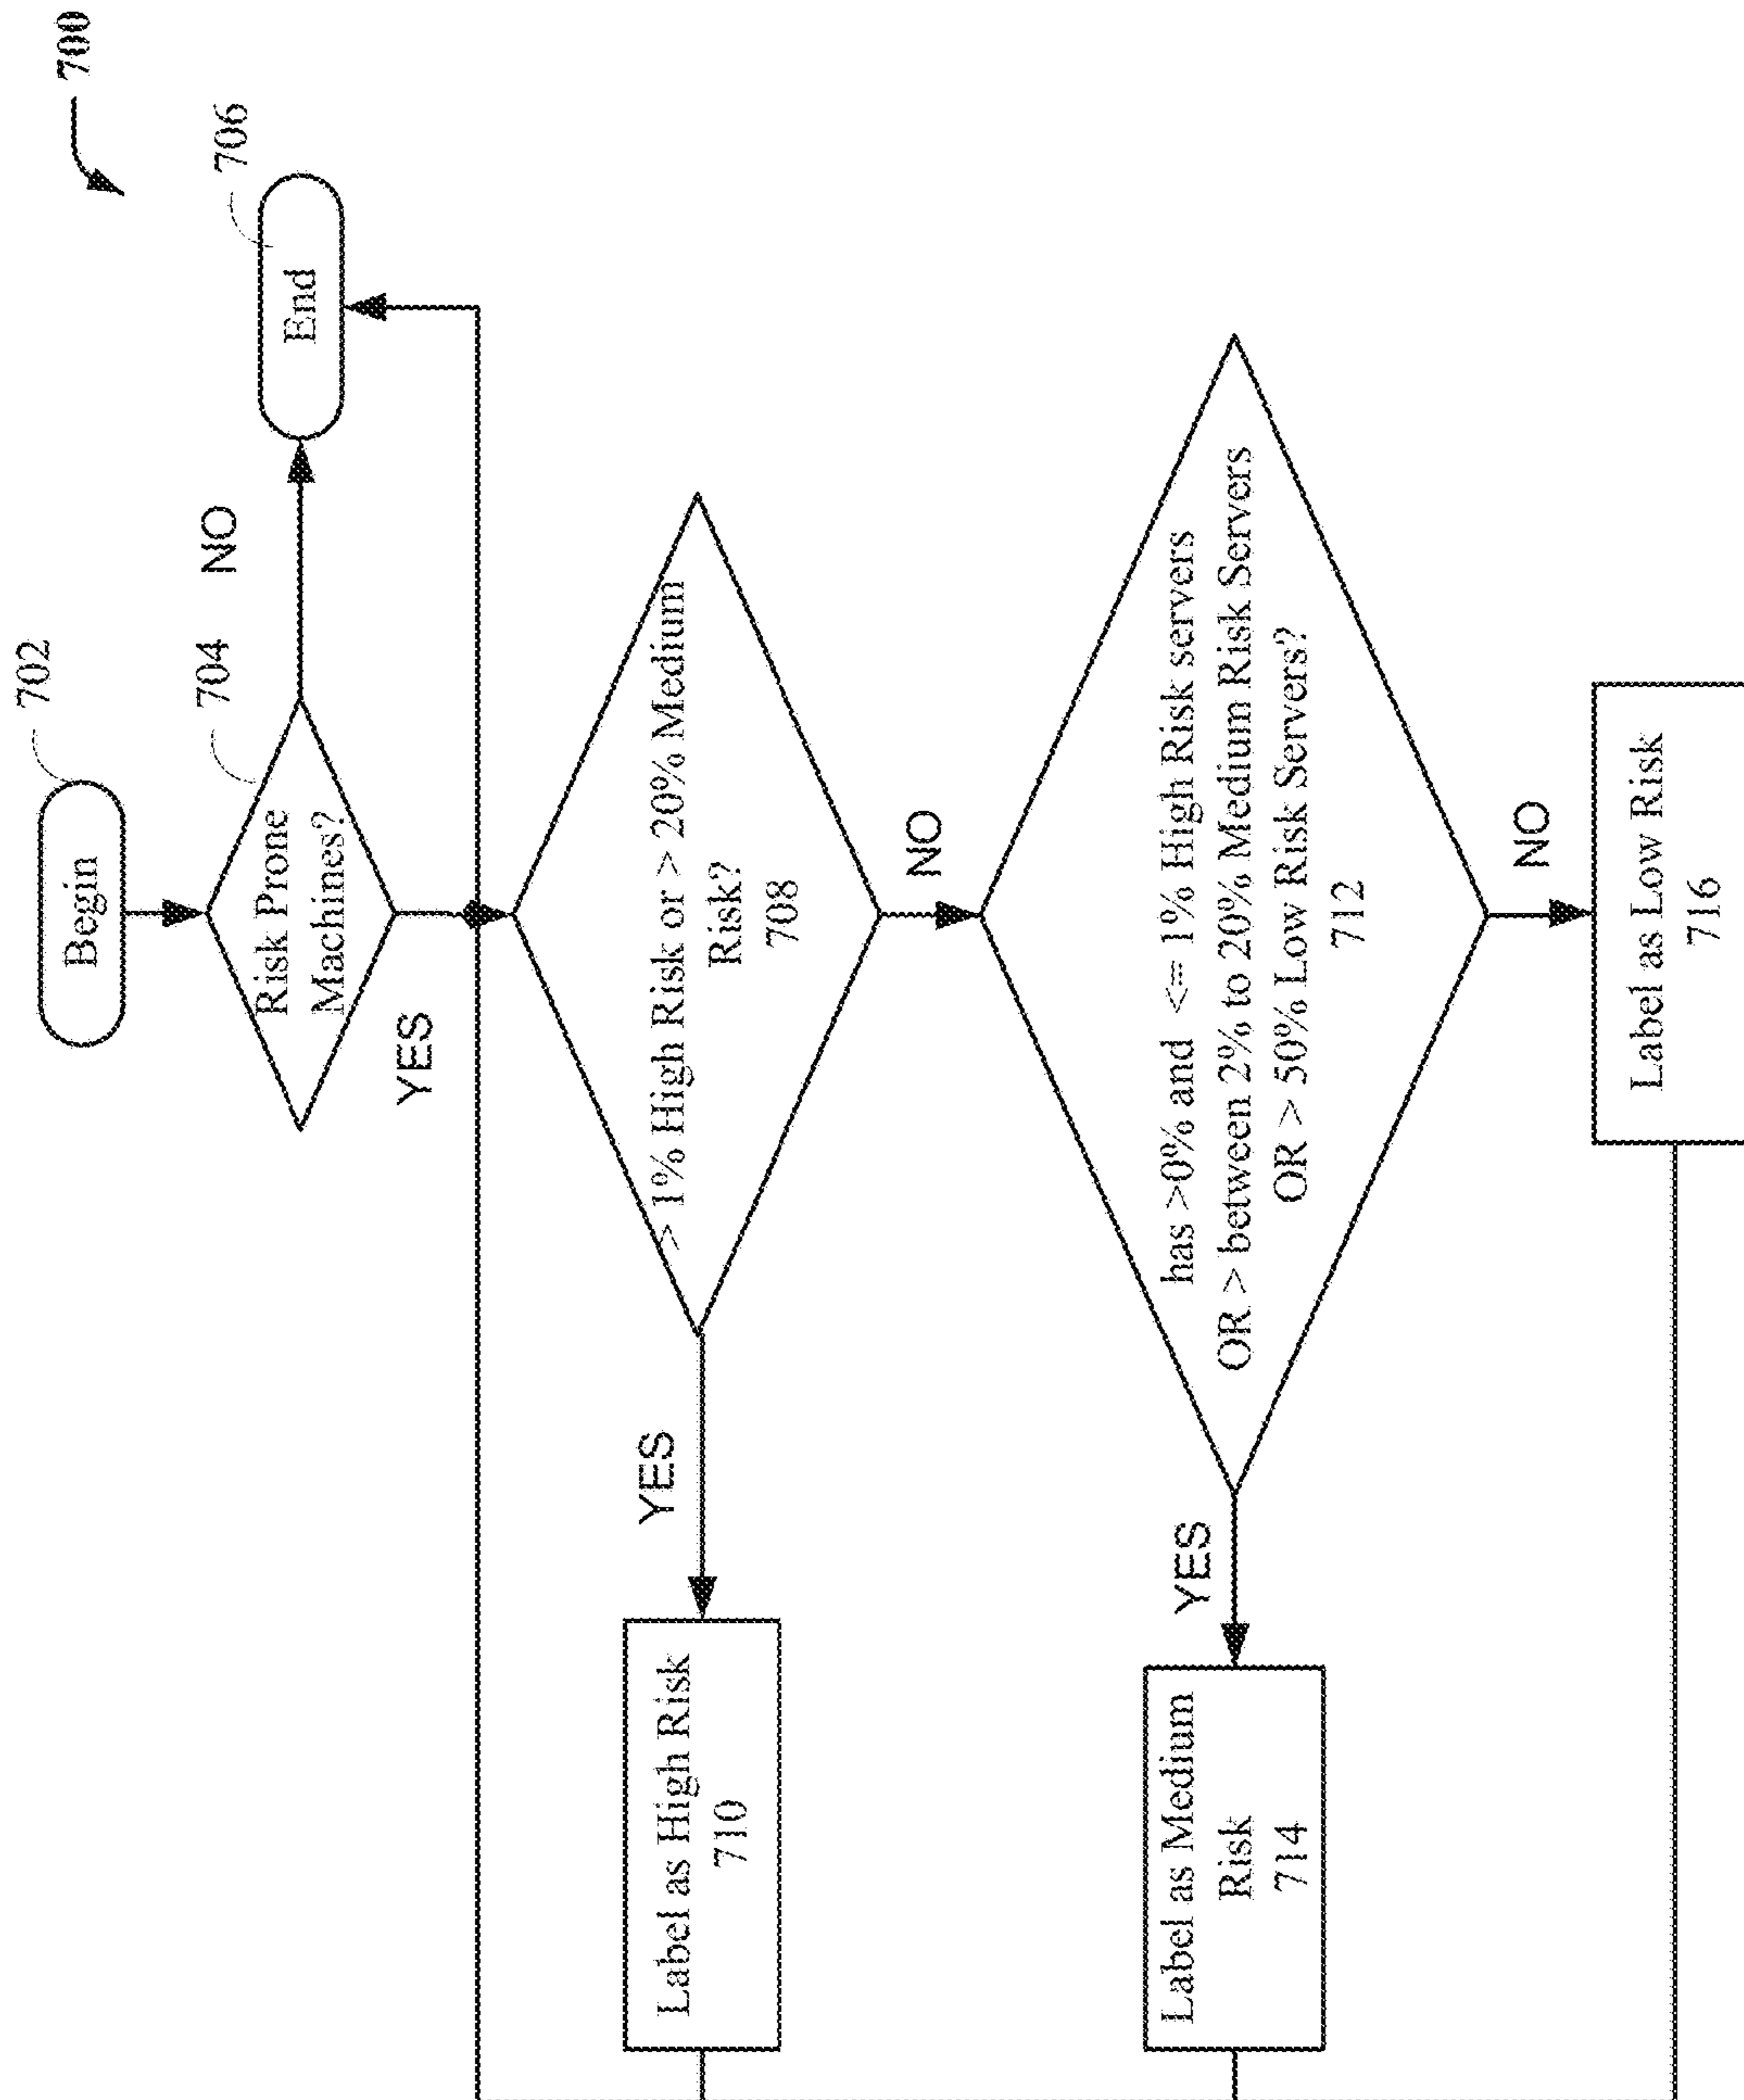 700
Begin
702
Risk Prone
Machines?
704
NO
End
706
YES
> 1% High Risk or > 20% Medium
Risk?
708
YES
Label as High Risk
710
NO
has >0% and <= 1% High Risk servers
OR > between 2% to 20% Medium Risk Servers
OR > 50% Low Risk Servers?
712
YES
Label as Medium
Risk
714
NO
Label as Low Risk
716